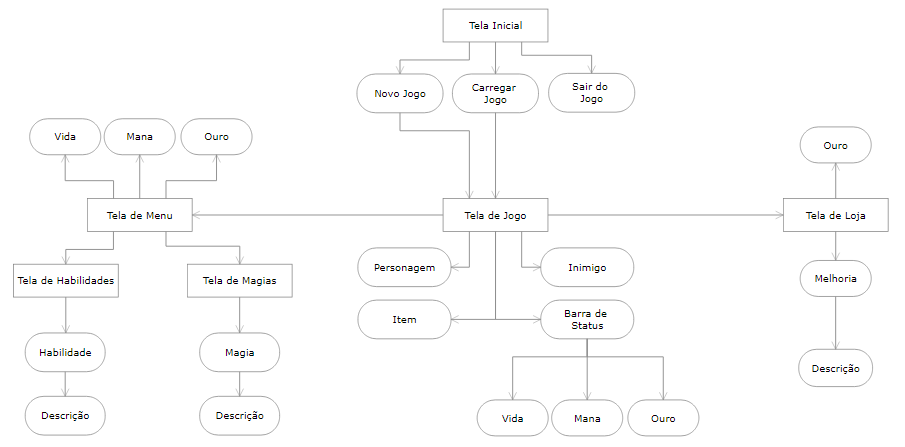 Tela Inicial
Novo Jogo
Carregar
Jogo
Sair do
Jogo
Vida
Mana
Ouro
Ouro
Tela de Menu
Tela de Jogo
Tela de Loja
Tela de Habilidades
Tela de Magias
Personagem
Inimigo
Melhoria
Item
Barra de
Status
Habilidade
Magia
Descrição
Descrição
Descrição
Vida
Mana
Ouro